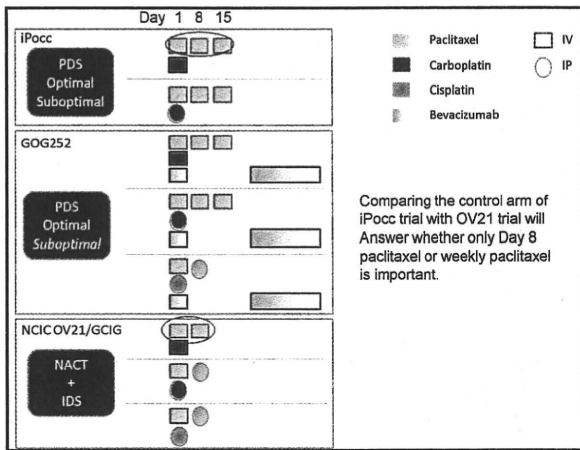 Day 1 8 15
iPocc
PDS
Optimal
Suboptimal
GOG252
PDS
Optimal
Suboptimal
NCIC OV21/GCIG
NACT
+
IDS
Paclitaxel
Carboplatin
Cisplatin
Bevacizumab
IV
IP
Comparing the control arm of
iPocc trial with OV21 trial will
Answer whether only Day 8
paclitaxel or weekly paclitaxel
is important.